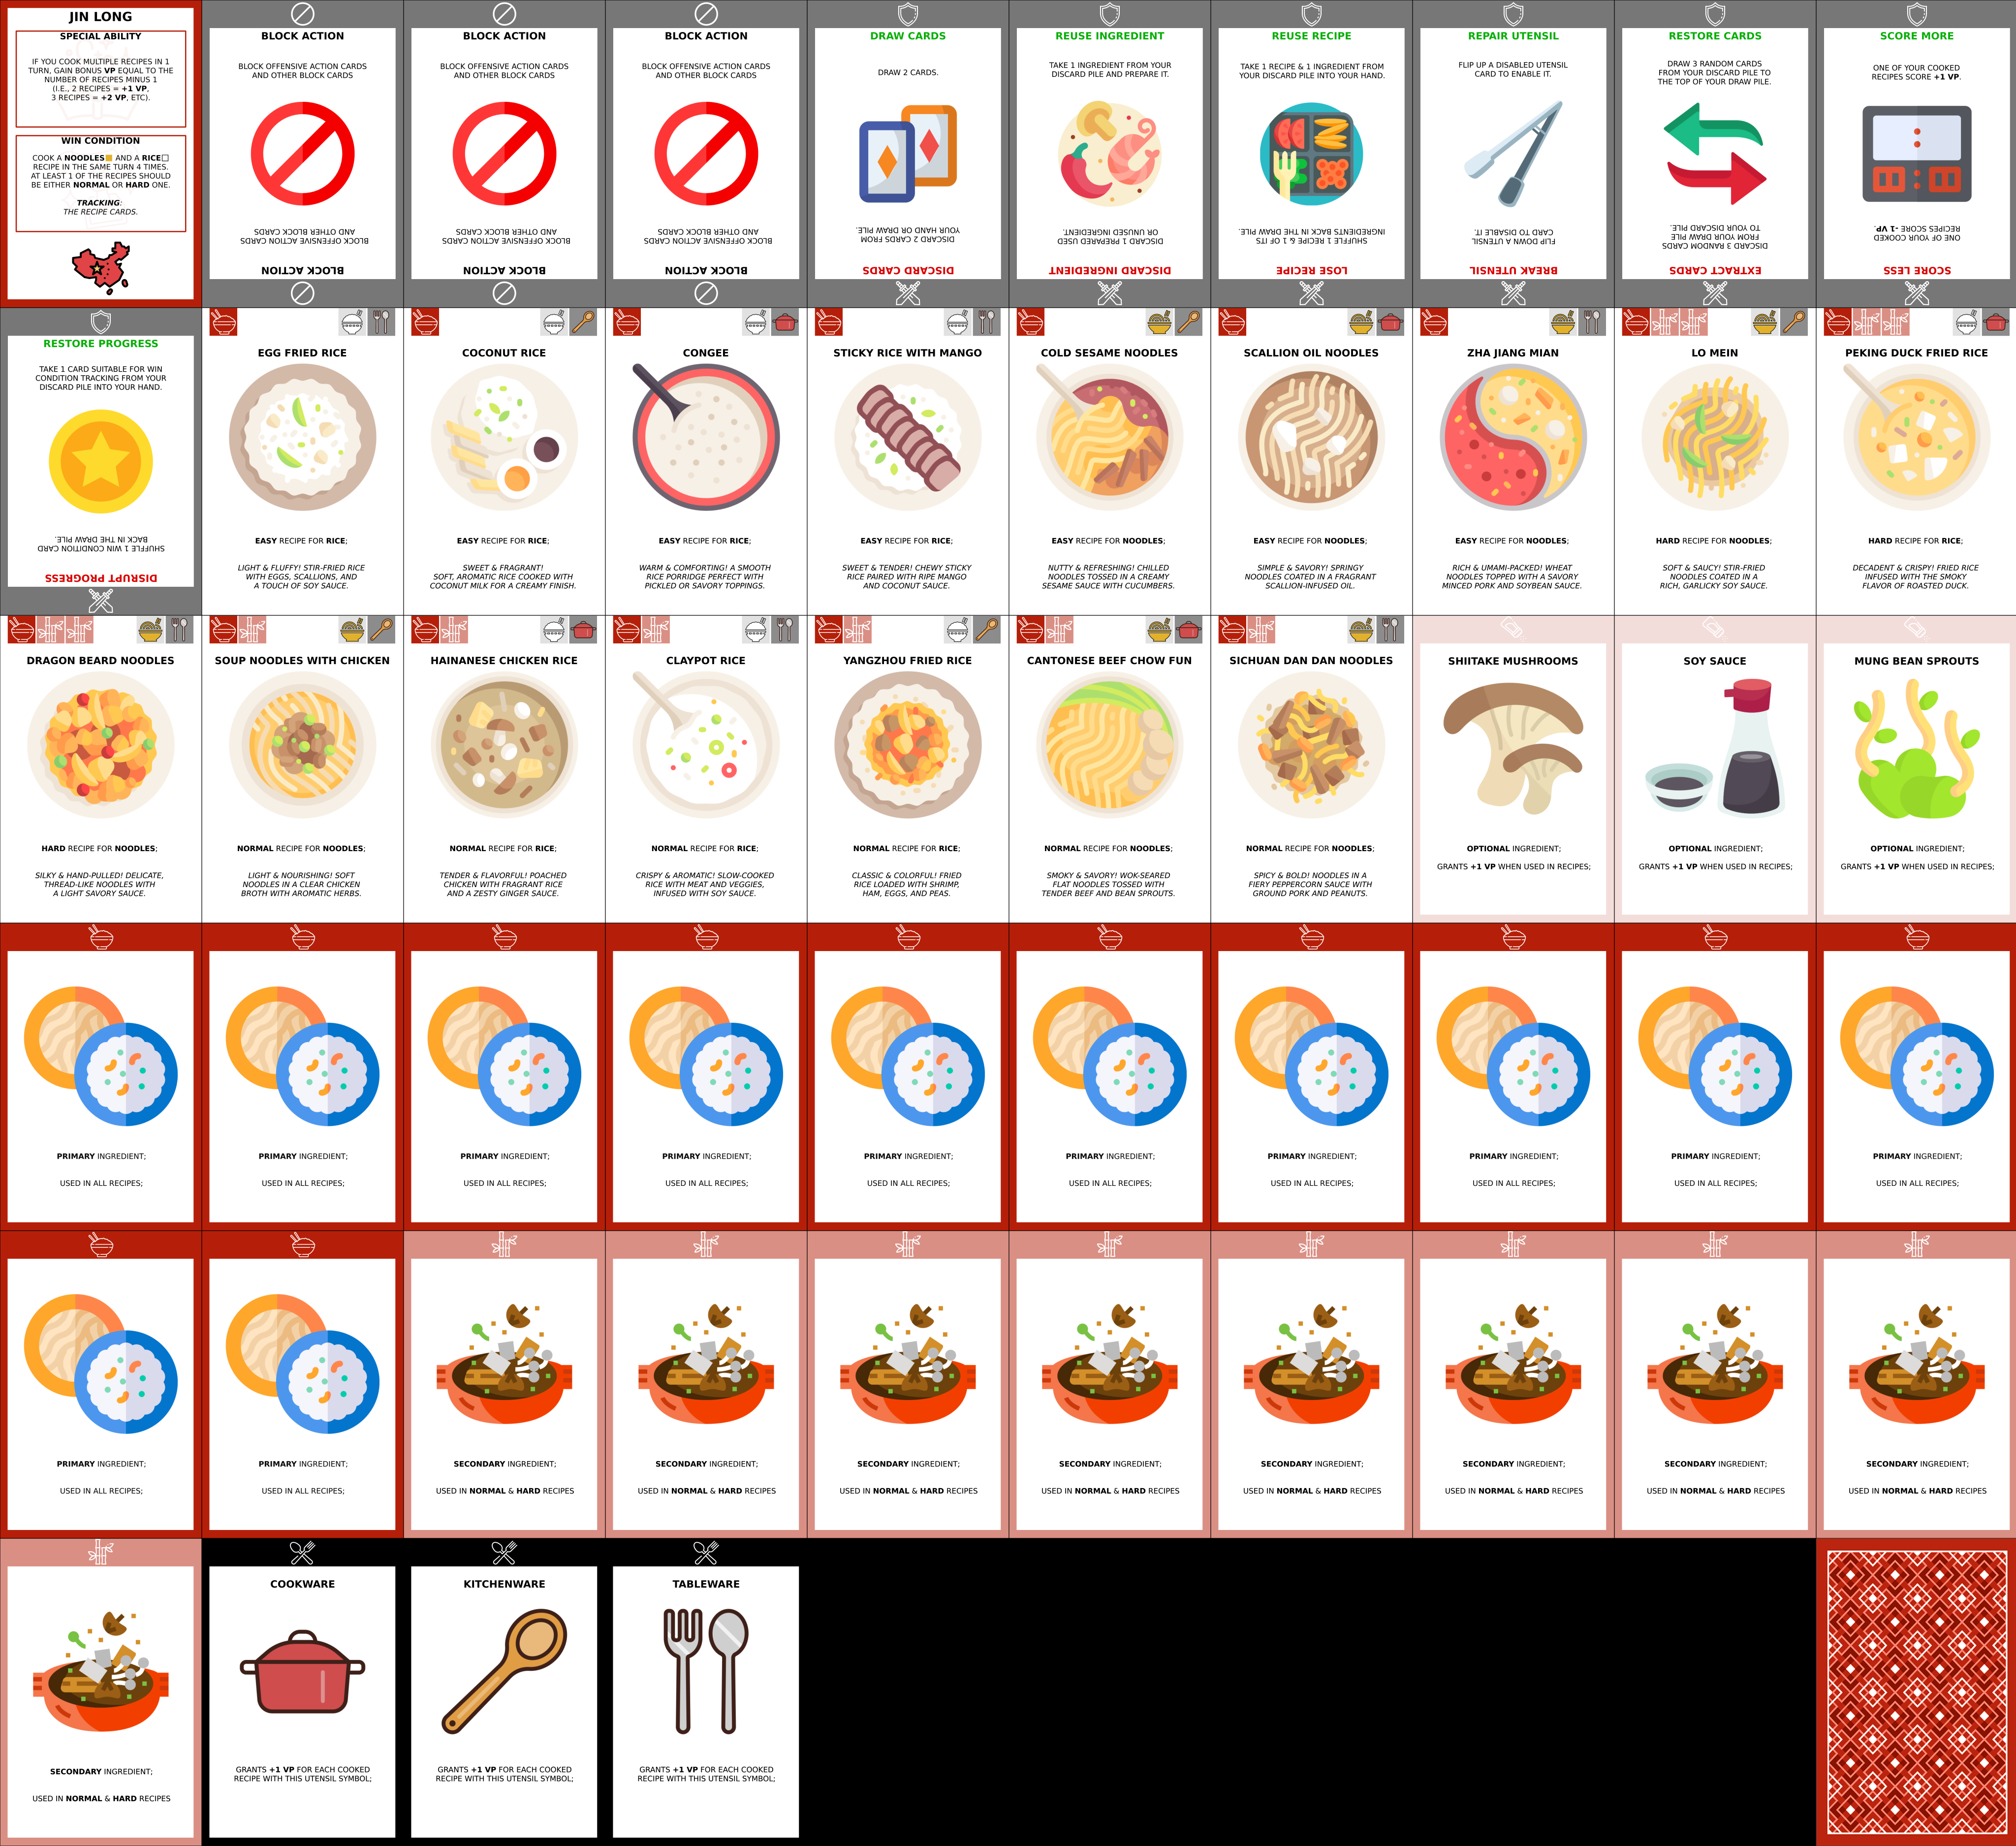 JIN LONG
SPECIAL ABILITY
IF YOU COOK MULTIPLE RECIPES IN 1
TURN, GAIN BONUS VP EQUAL TO THE
NUMBER OF RECIPES MINUS 1
(I.E., 2 RECIPES = +1 VP,
3 RECIPES = +2 VP, ETC).
WIN CONDITION
COOK A NOODLES AND A RICE
RECIPE IN THE SAME TURN 4 TIMES.
AT LEAST 1 OF THE RECIPES SHOULD
BE EITHER NORMAL OR HARD ONE.
TRACKING:
THE RECIPE CARDS.
BLOCK ACTION
BLOCK OFFENSIVE ACTION CARDS
AND OTHER BLOCK CARDS
BLOCK OFFENSIVE ACTION CARDS
AND OTHER BLOCK CARDS
BLOCK ACTION
BLOCK ACTION
BLOCK OFFENSIVE ACTION CARDS
AND OTHER BLOCK CARDS
BLOCK OFFENSIVE ACTION CARDS
AND OTHER BLOCK CARDS
BLOCK ACTION
BLOCK ACTION
BLOCK OFFENSIVE ACTION CARDS
AND OTHER BLOCK CARDS
BLOCK OFFENSIVE ACTION CARDS
AND OTHER BLOCK CARDS
BLOCK ACTION
DRAW CARDS
DRAW 2 CARDS.
DISCARD CARDS
DISCARD 2 CARDS FROM
YOUR HAND OR DRAW PILE.
REUSE INGREDIENT
TAKE 1 INGREDIENT FROM YOUR
DISCARD PILE AND PREPARE IT.
DISCARD INGREDIENT
DISCARD 1 PREPARED USED
OR UNUSED INGREDIENT.
REUSE RECIPE
TAKE 1 RECIPE & 1 INGREDIENT FROM
YOUR DISCARD PILE INTO YOUR HAND.
LOSE RECIPE
SHUFFLE 1 RECIPE & 1 OF ITS
INGREDIENTS BACK IN THE DRAW PILE.
REPAIR UTENSIL
FLIP UP A DISABLED UTENSIL
CARD TO ENABLE IT.
BREAK UTENSIL
FLIP DOWN A UTENSIL
CARD TO DISABLE IT.
RESTORE CARDS
DRAW 3 RANDOM CARDS
FROM YOUR DISCARD PILE TO
THE TOP OF YOUR DRAW PILE.
EXTRACT CARDS
DISCARD 3 RANDOM CARDS
FROM YOUR DRAW PILE
TO YOUR DISCARD PILE.
SCORE MORE
ONE OF YOUR COOKED
RECIPES SCORE +1 VP.
SCORE LESS
ONE OF YOUR COOKED
RECIPES SCORE -1 VP.
RESTORE PROGRESS
TAKE 1 CARD SUITABLE FOR WIN
CONDITION TRACKING FROM YOUR
DISCARD PILE INTO YOUR HAND.
DISRUPT PROGRESS
SHUFFLE 1 WIN CONDITION CARD
BACK IN THE DRAW PILE.
EGG FRIED RICE
EASY RECIPE FOR RICE;
LIGHT & FLUFFY! STIR-FRIED RICE
WITH EGGS, SCALLIONS, AND
A TOUCH OF SOY SAUCE.
COCONUT RICE
EASY RECIPE FOR RICE;
SWEET & FRAGRANT!
SOFT, AROMATIC RICE COOKED WITH
COCONUT MILK FOR A CREAMY FINISH.
CONGEE
EASY RECIPE FOR RICE;
WARM & COMFORTING! A SMOOTH
RICE PORRIDGE PERFECT WITH
PICKLED OR SAVORY TOPPINGS.
STICKY RICE WITH MANGO
EASY RECIPE FOR RICE;
SWEET & TENDER! CHEWY STICKY
RICE PAIRED WITH RIPE MANGO
AND COCONUT SAUCE.
COLD SESAME NOODLES
EASY RECIPE FOR NOODLES;
NUTTY & REFRESHING! CHILLED
NOODLES TOSSED IN A CREAMY
SESAME SAUCE WITH CUCUMBERS.
SCALLION OIL NOODLES
EASY RECIPE FOR NOODLES;
SIMPLE & SAVORY! SPRINGY
NOODLES COATED IN A FRAGRANT
SCALLION-INFUSED OIL.
ZHA JIANG MIAN
EASY RECIPE FOR NOODLES;
RICH & UMAMI-PACKED! WHEAT
NOODLES TOPPED WITH A SAVORY
MINCED PORK AND SOYBEAN SAUCE.
LO MEIN
HARD RECIPE FOR NOODLES;
SOFT & SAUCY! STIR-FRIED
NOODLES COATED IN A
RICH, GARLICKY SOY SAUCE.
PEKING DUCK FRIED RICE
HARD RECIPE FOR RICE;
DECADENT & CRISPY! FRIED RICE
INFUSED WITH THE SMOKY
FLAVOR OF ROASTED DUCK.
DRAGON BEARD NOODLES
HARD RECIPE FOR NOODLES;
SILKY & HAND-PULLED! DELICATE,
THREAD-LIKE NOODLES WITH
A LIGHT SAVORY SAUCE.
SOUP NOODLES WITH CHICKEN
NORMAL RECIPE FOR NOODLES;
LIGHT & NOURISHING! SOFT
NOODLES IN A CLEAR CHICKEN
BROTH WITH AROMATIC HERBS.
HAINANESE CHICKEN RICE
NORMAL RECIPE FOR RICE;
TENDER & FLAVORFUL! POACHED
CHICKEN WITH FRAGRANT RICE
AND A ZESTY GINGER SAUCE.
CLAYPOT RICE
NORMAL RECIPE FOR RICE;
CRISPY & AROMATIC! SLOW-COOKED
RICE WITH MEAT AND VEGGIES,
INFUSED WITH SOY SAUCE.
YANGZHOU FRIED RICE
NORMAL RECIPE FOR RICE;
CLASSIC & COLORFUL! FRIED
RICE LOADED WITH SHRIMP,
HAM, EGGS, AND PEAS.
CANTONESE BEEF CHOW FUN
NORMAL RECIPE FOR NOODLES;
SMOKY & SAVORY! WOK-SEARED
FLAT NOODLES TOSSED WITH
TENDER BEEF AND BEAN SPROUTS.
SICHUAN DAN DAN NOODLES
NORMAL RECIPE FOR NOODLES;
SPICY & BOLD! NOODLES IN A
FIERY PEPPERCORN SAUCE WITH
GROUND PORK AND PEANUTS.
SHIITAKE MUSHROOMS
OPTIONAL INGREDIENT;
GRANTS +1 VP WHEN USED IN RECIPES;
SOY SAUCE
OPTIONAL INGREDIENT;
GRANTS +1 VP WHEN USED IN RECIPES;
MUNG BEAN SPROUTS
OPTIONAL INGREDIENT;
GRANTS +1 VP WHEN USED IN RECIPES;
PRIMARY INGREDIENT;
USED IN ALL RECIPES;
PRIMARY INGREDIENT;
USED IN ALL RECIPES;
PRIMARY INGREDIENT;
USED IN ALL RECIPES;
PRIMARY INGREDIENT;
USED IN ALL RECIPES;
PRIMARY INGREDIENT;
USED IN ALL RECIPES;
PRIMARY INGREDIENT;
USED IN ALL RECIPES;
PRIMARY INGREDIENT;
USED IN ALL RECIPES;
PRIMARY INGREDIENT;
USED IN ALL RECIPES;
PRIMARY INGREDIENT;
USED IN ALL RECIPES;
PRIMARY INGREDIENT;
USED IN ALL RECIPES;
PRIMARY INGREDIENT;
USED IN ALL RECIPES;
PRIMARY INGREDIENT;
USED IN ALL RECIPES;
SECONDARY INGREDIENT;
USED IN NORMAL & HARD RECIPES
SECONDARY INGREDIENT;
USED IN NORMAL & HARD RECIPES
SECONDARY INGREDIENT;
USED IN NORMAL & HARD RECIPES
SECONDARY INGREDIENT;
USED IN NORMAL & HARD RECIPES
SECONDARY INGREDIENT;
USED IN NORMAL & HARD RECIPES
SECONDARY INGREDIENT;
USED IN NORMAL & HARD RECIPES
SECONDARY INGREDIENT;
USED IN NORMAL & HARD RECIPES
SECONDARY INGREDIENT;
USED IN NORMAL & HARD RECIPES
SECONDARY INGREDIENT;
USED IN NORMAL & HARD RECIPES
COOKWARE
GRANTS +1 VP FOR EACH COOKED
RECIPE WITH THIS UTENSIL SYMBOL;
KITCHENWARE
GRANTS +1 VP FOR EACH COOKED
RECIPE WITH THIS UTENSIL SYMBOL;
TABLEWARE
GRANTS +1 VP FOR EACH COOKED
RECIPE WITH THIS UTENSIL SYMBOL;